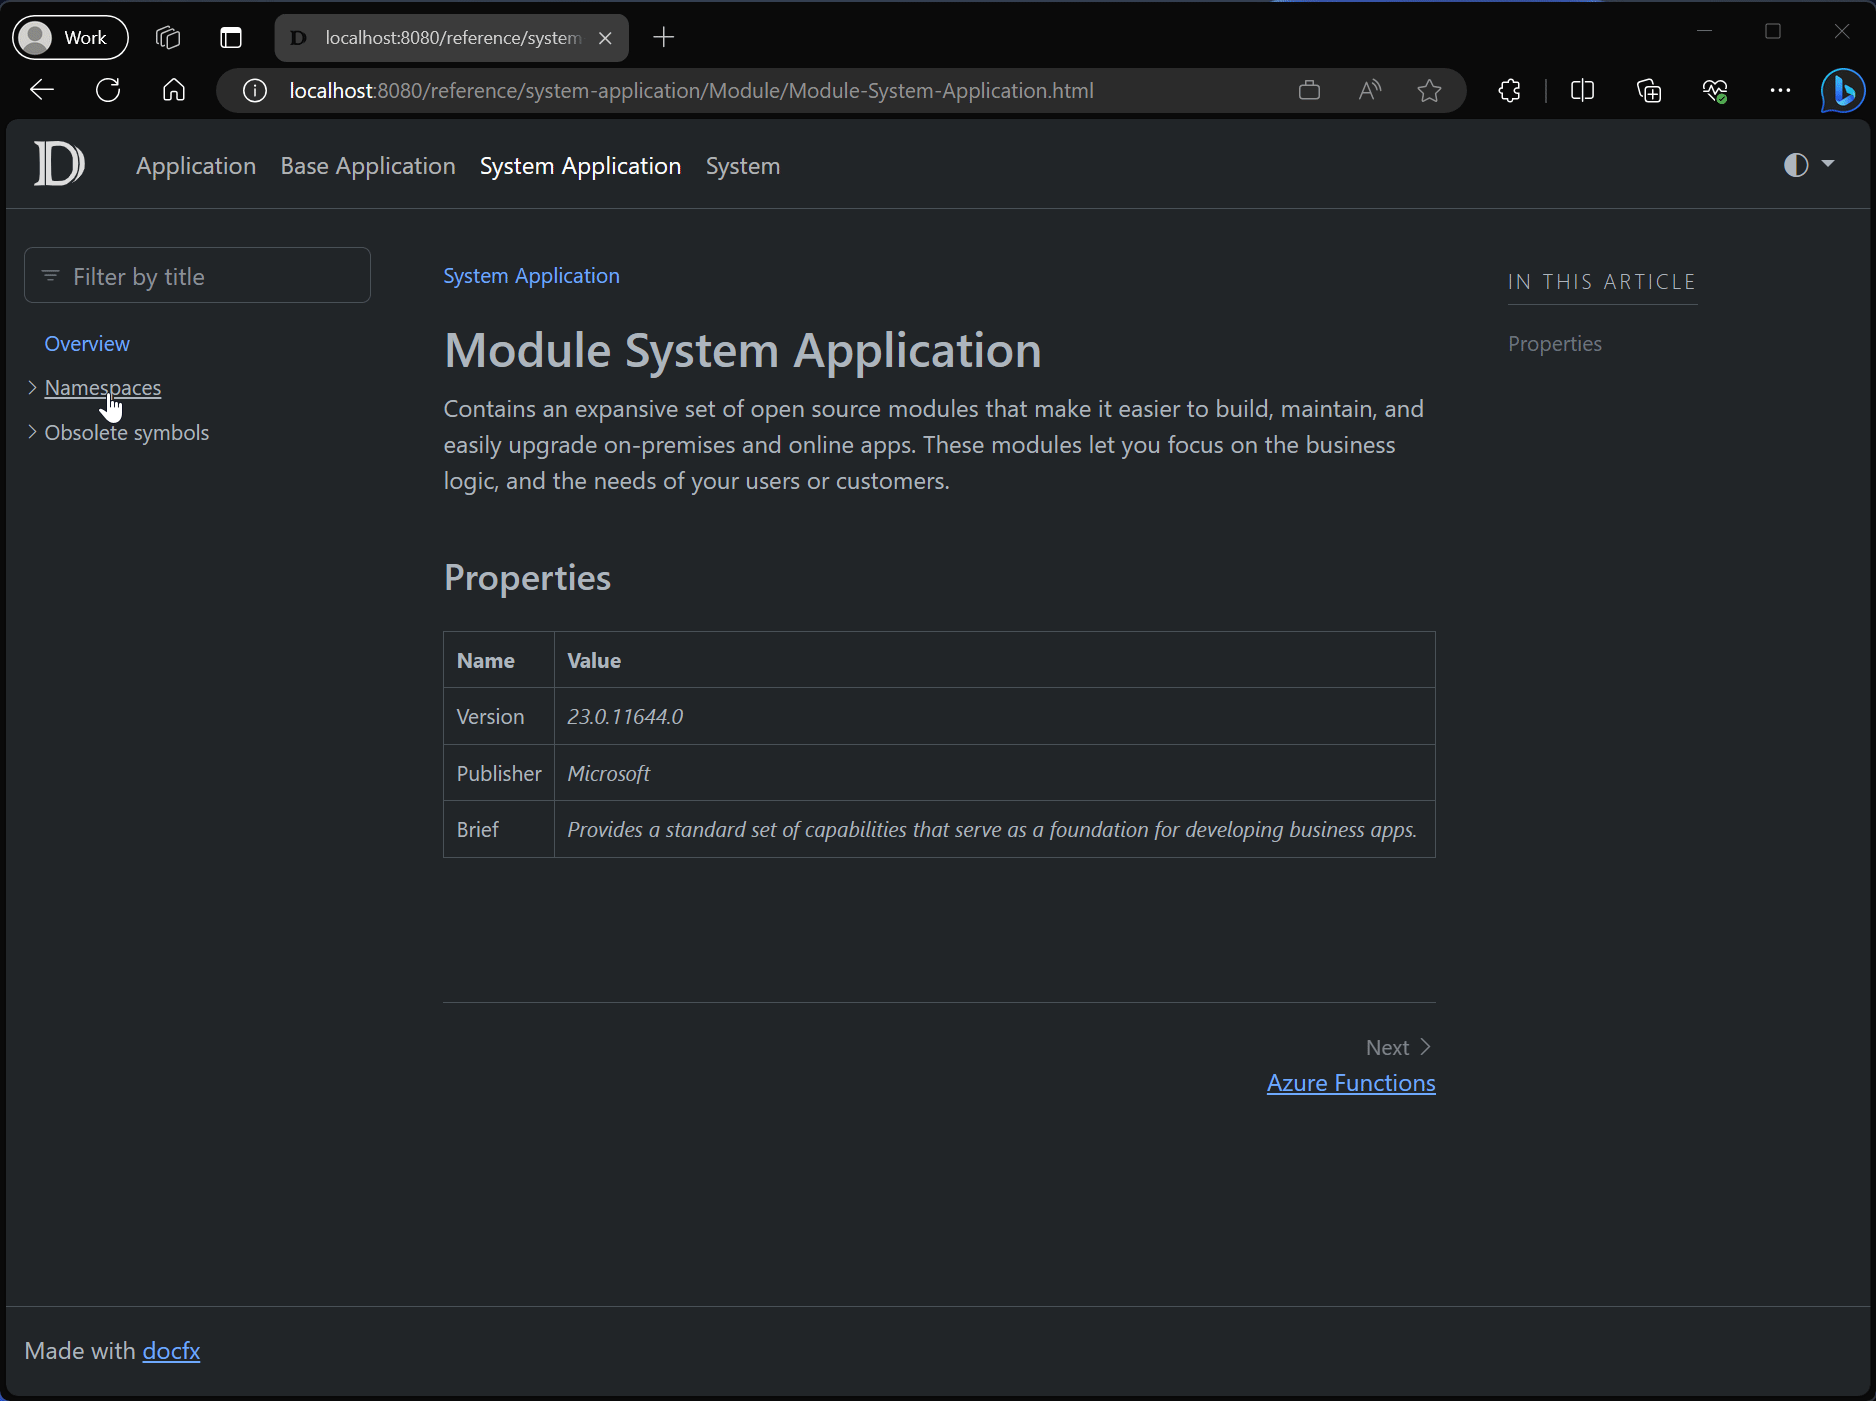 Work
D
localhost:8080/reference/system
localhost:8080/reference/system-application/Module/Module-System-Application.html
D
Application
Base Application
System Application
System
Filter by title
Overview
Namespaces
Obsolete symbols
System Application
Module System Application
Contains an expansive set of open source modules that make it easier to build, maintain, and
easily upgrade on-premises and online apps. These modules let you focus on the business
logic, and the needs of your users or customers.
Properties
Name Value
Version 23.0.11644.0
Publisher Microsoft
Brief Provides a standard set of capabilities that serve as a foundation for developing business apps.
Next
Azure Functions
IN THIS ARTICLE
Properties
Made with docfx